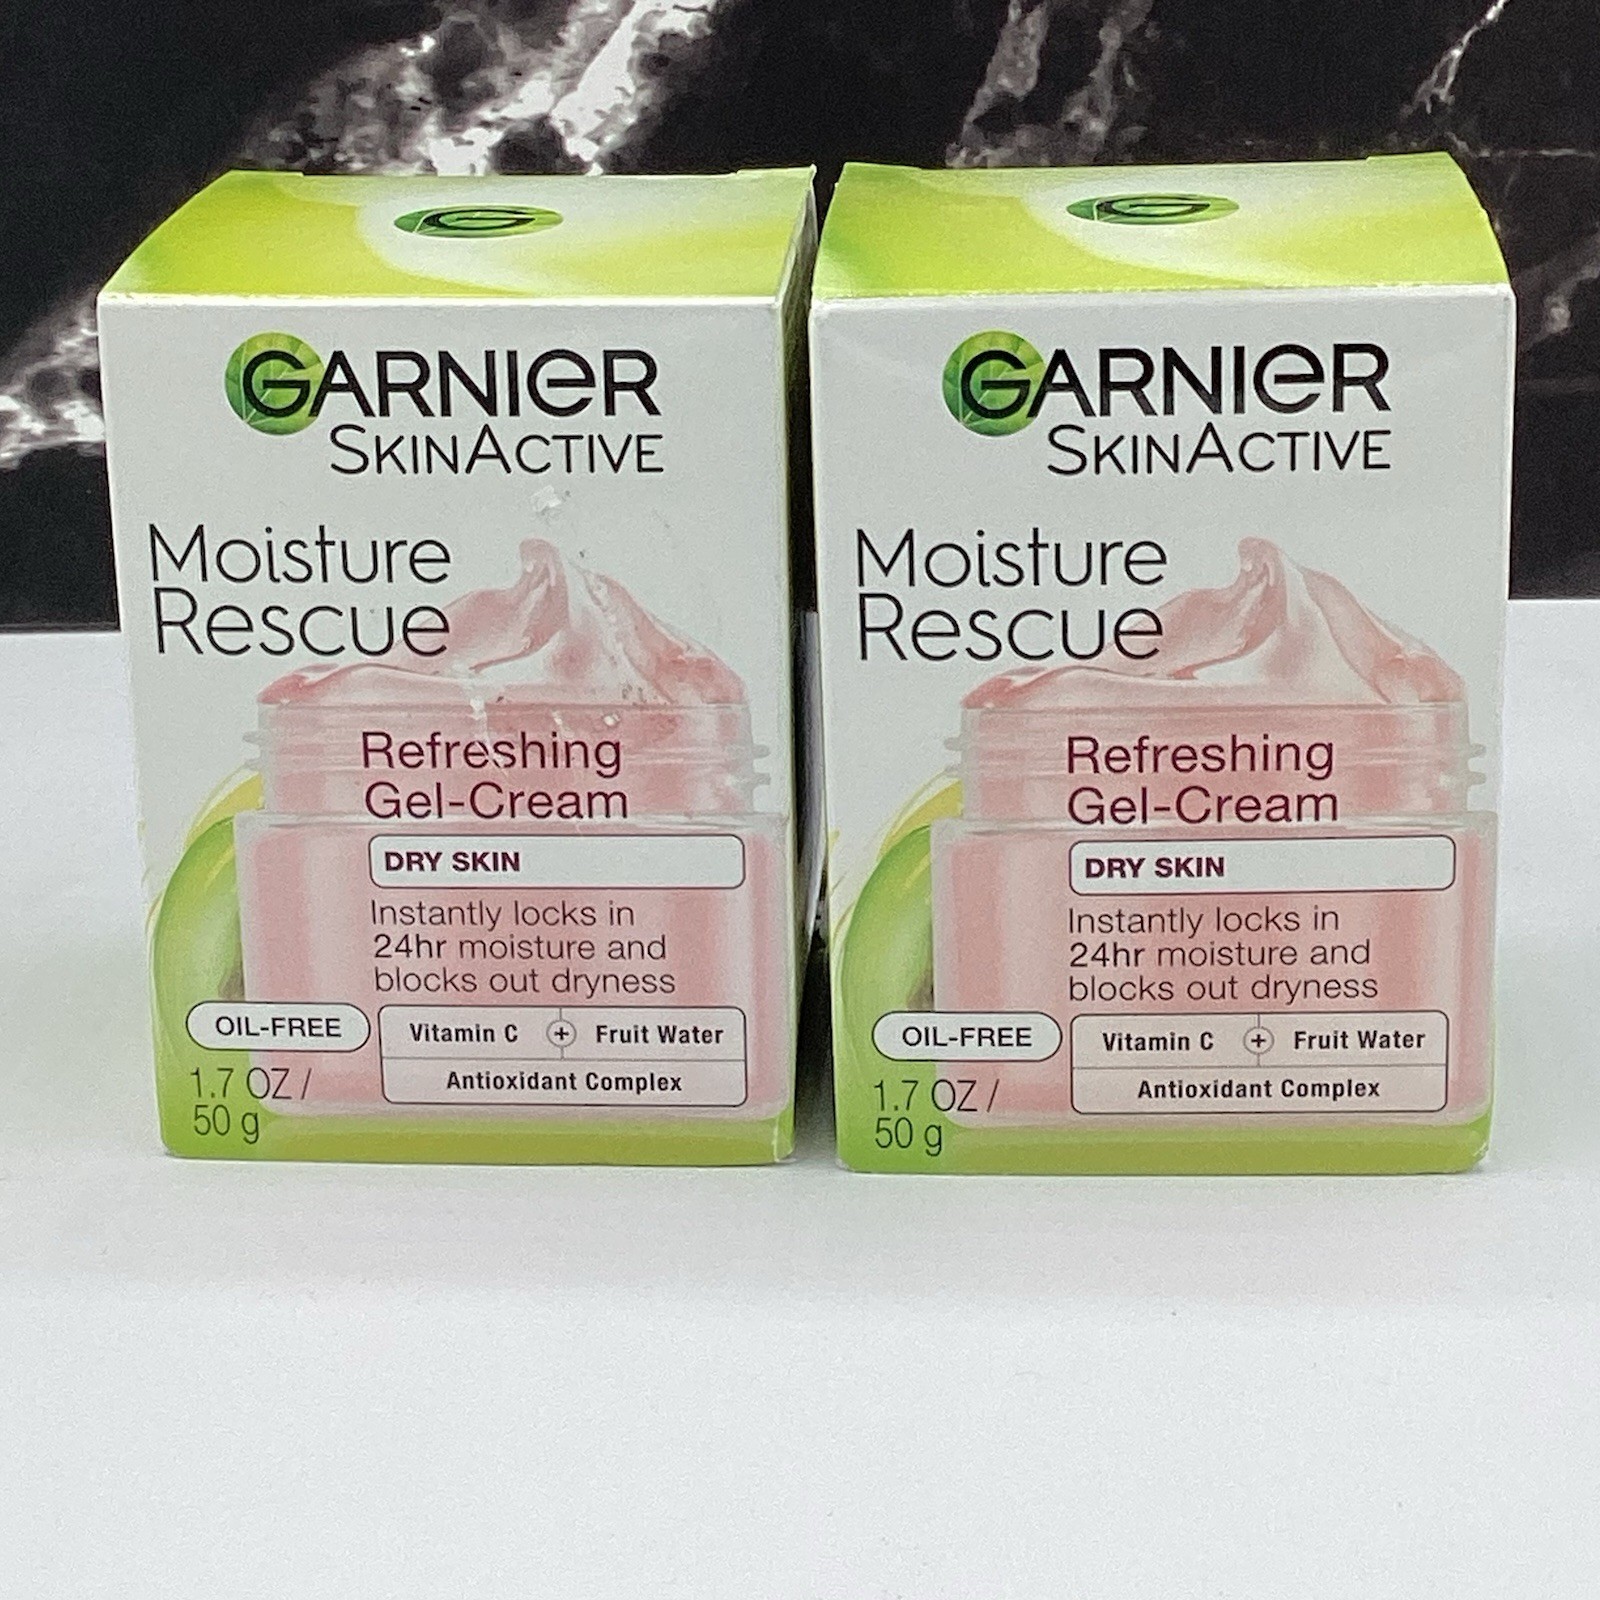 GARNIER
SKINACTIVE
Moisture
Rescue
Refreshing
Gel-Cream
DRY SKIN
Instantly locks in
24hr moisture and
blocks out dryness
OIL-FREE
Vitamin C + Fruit Water
Antioxidant Complex
1.7 OZ /
50 g
G
GARNIER
SKINACTIVE
Moisture
Rescue
Refreshing
Gel-Cream
DRY SKIN
Instantly locks in
24hr moisture and
blocks out dryness
OIL-FREE
Vitamin C + Fruit Water
Antioxidant Complex
1.7 OZ /
50 g
G